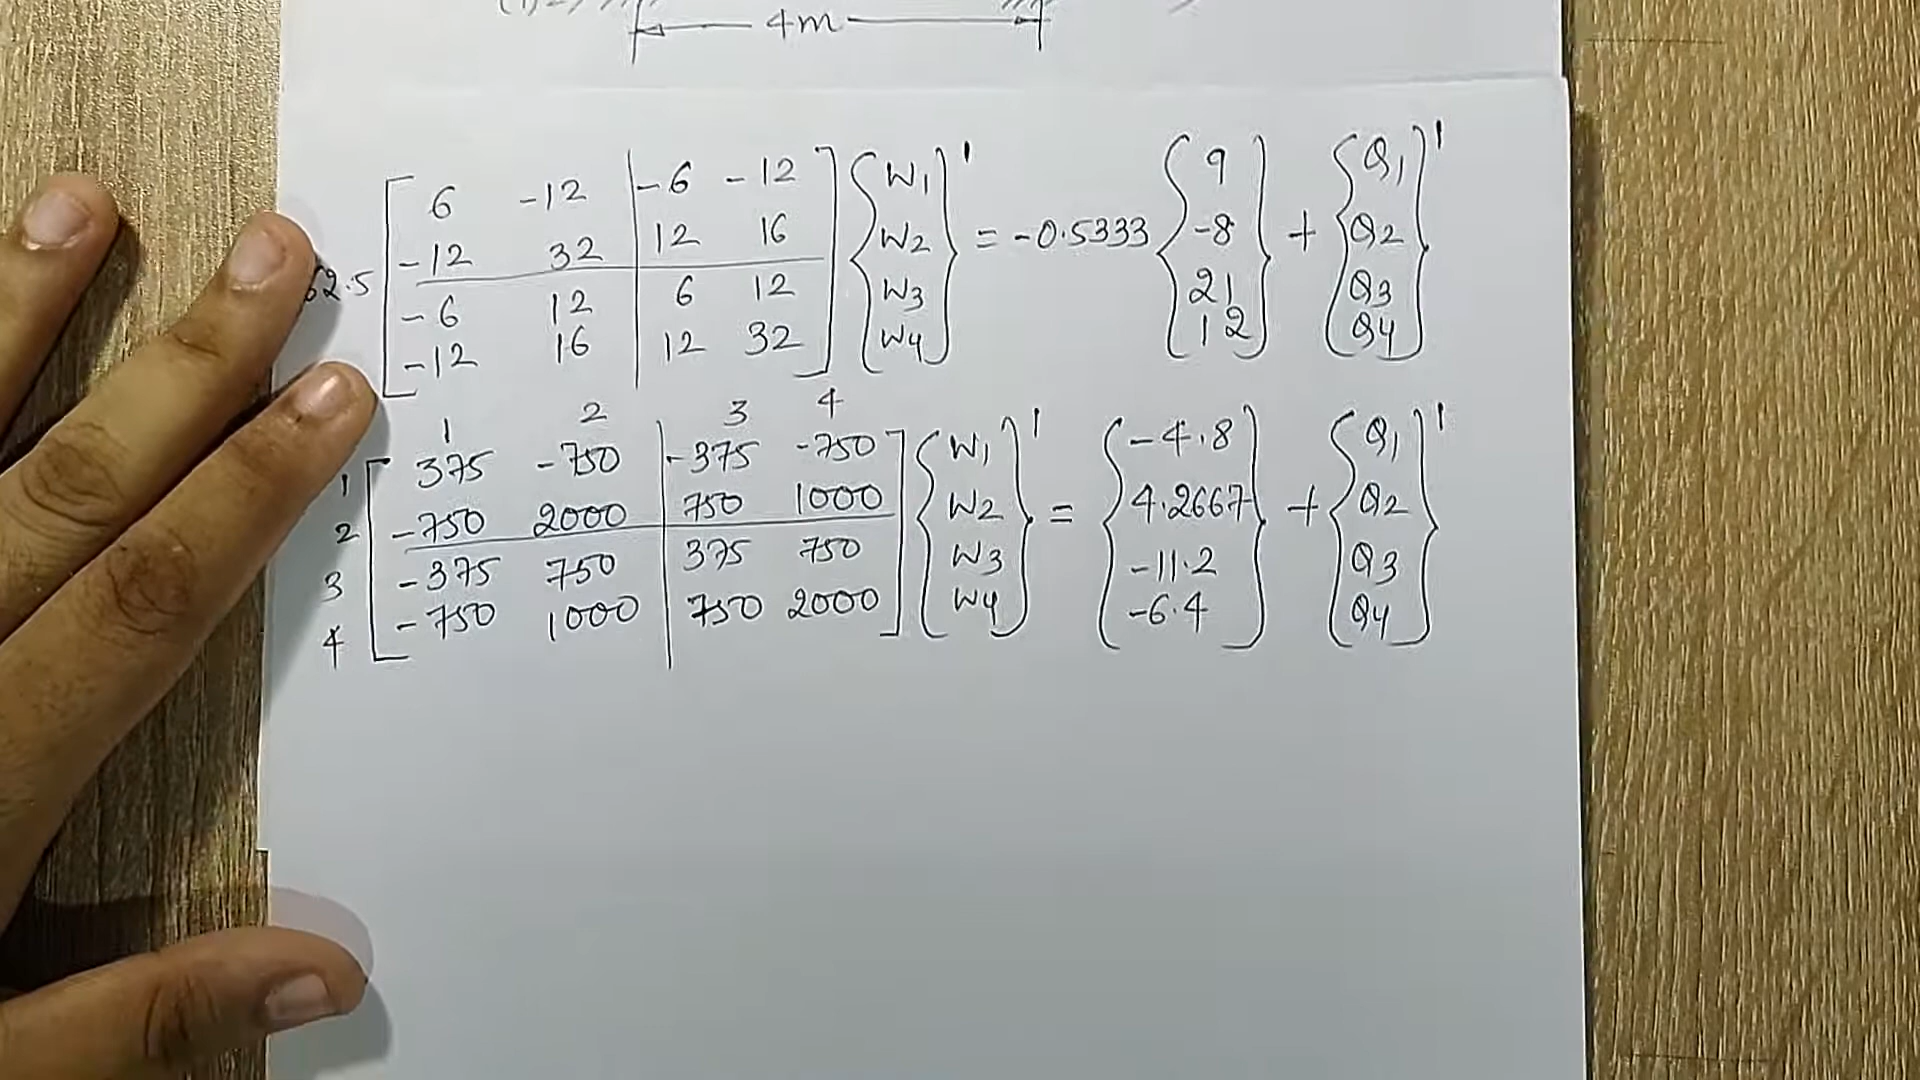 4m
6 -12 -6 -12 W1 ' 9 Q1 '
-12 32 12 16 W2 = -0.5333 -8 + Q2
62.5 -6 12 6 12 W3 21 Q3
-12 16 12 32 W4 12 Q4
1 2 3 4
1 375 -750 -375 -750 W1 ' -4.8 Q1 '
2 -750 2000 750 1000 W2 = 4.2667 + Q2
3 -375 750 375 750 W3 -11.2 Q3
4 -750 1000 750 2000 W4 -6.4 Q4